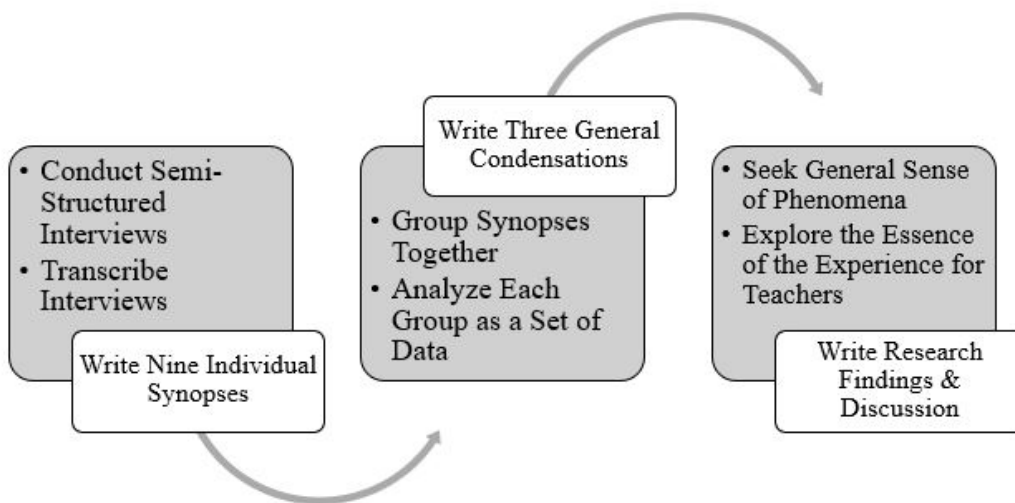 • Conduct Semi-
Structured
Interviews
• Transcribe
Interviews
Write Nine Individual
Synopses
Write Three General
Condensations
• Group Synopses
Together
• Analyze Each
Group as a Set of
Data
• Seek General Sense
of Phenomena
• Explore the Essence
of the Experience for
Teachers
Write Research
Findings &
Discussion